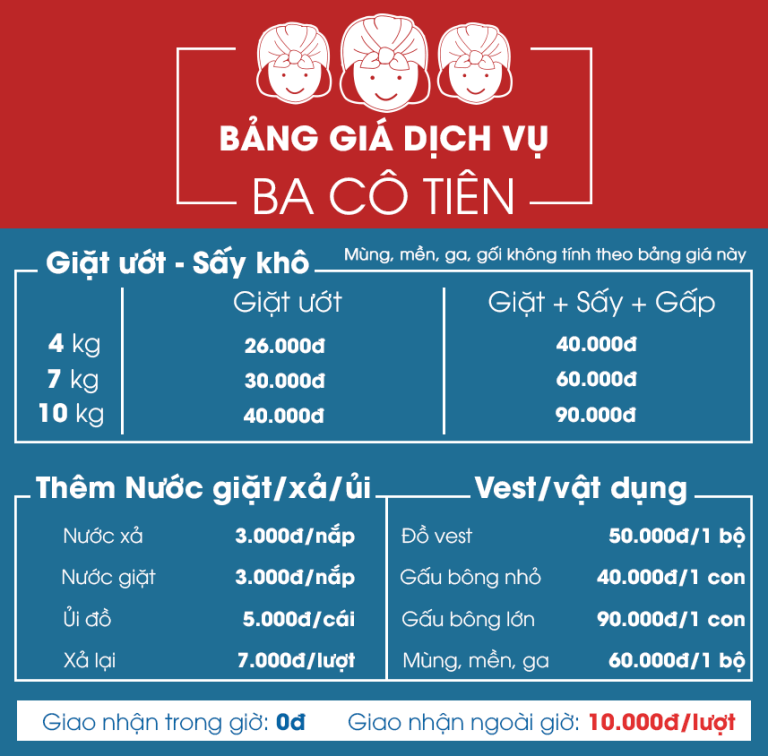 BẢNG GIÁ DỊCH VỤ
BA CÔ TIÊN
Giặt ướt - Sấy khô
Mùng, mền, ga, gối không tính theo bảng giá này
Giặt ướt Giặt + Sấy + Gấp
4 kg 26.000đ 40.000đ
7 kg 30.000đ 60.000đ
10 kg 40.000đ 90.000đ
Thêm Nước giặt/xả/ủi
Nước xả 3.000đ/nắp
Nước giặt 3.000đ/nắp
Ủi đồ 5.000đ/cái
Xả lại 7.000đ/lượt
Vest/vật dụng
Đồ vest 50.000đ/1 bộ
Gấu bông nhỏ 40.000đ/1 con
Gấu bông lớn 90.000đ/1 con
Mùng, mền, ga 60.000đ/1 bộ
Giao nhận trong giờ: 0đ Giao nhận ngoài giờ: 10.000đ/lượt